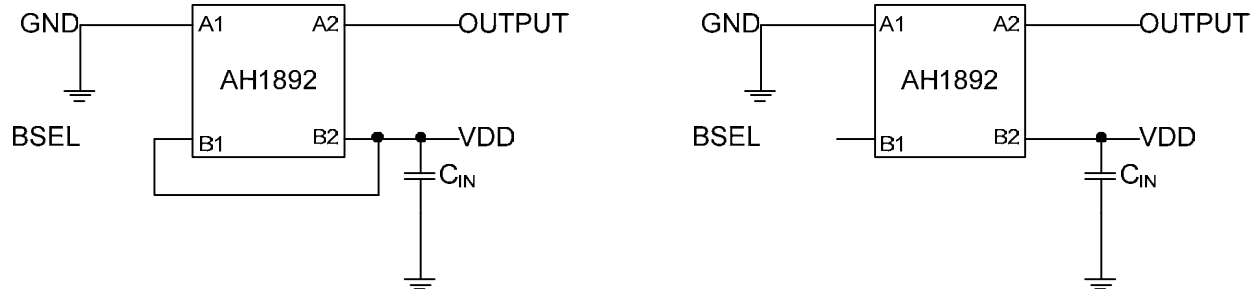 GND A1 A2 OUTPUT
AH1892
BSEL B1 B2 VDD
CIN
GND A1 A2 OUTPUT
AH1892
BSEL B1 B2 VDD
CIN